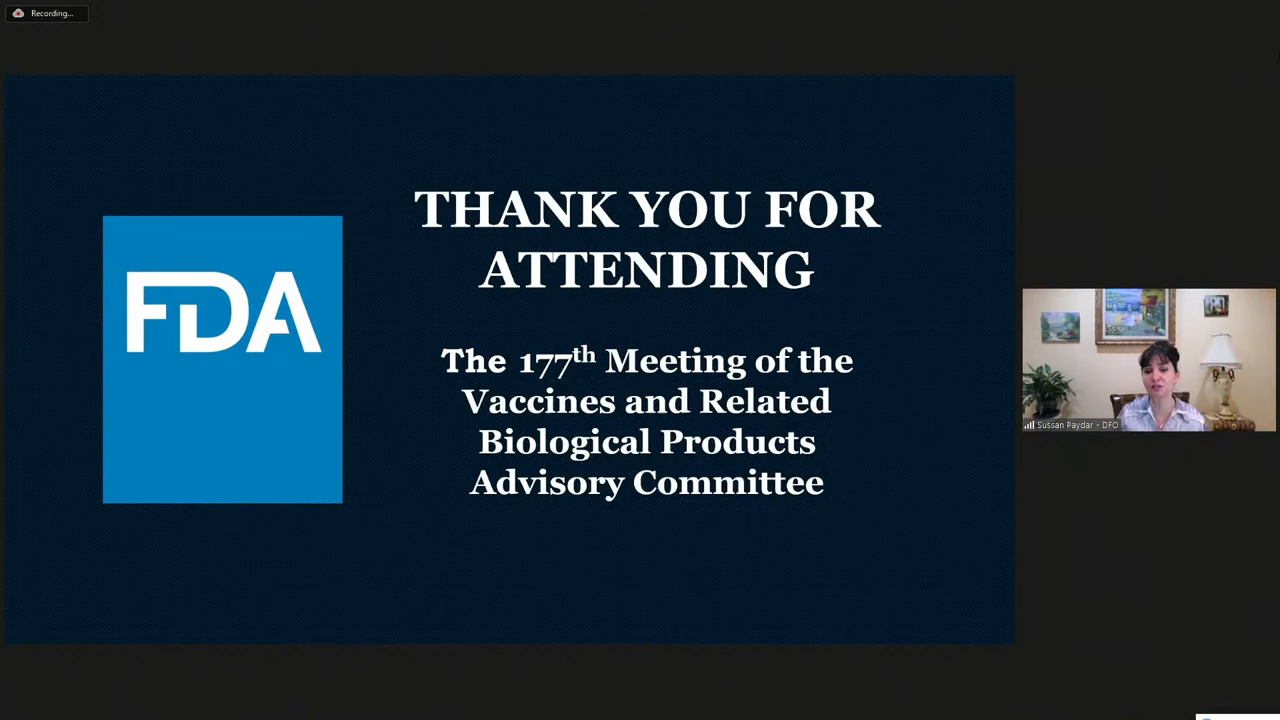 Recording...
THANK YOU FOR
ATTENDING
FDA
The 177th Meeting of the
Vaccines and Related
Biological Products
Advisory Committee
Sussan Paydar - DFO